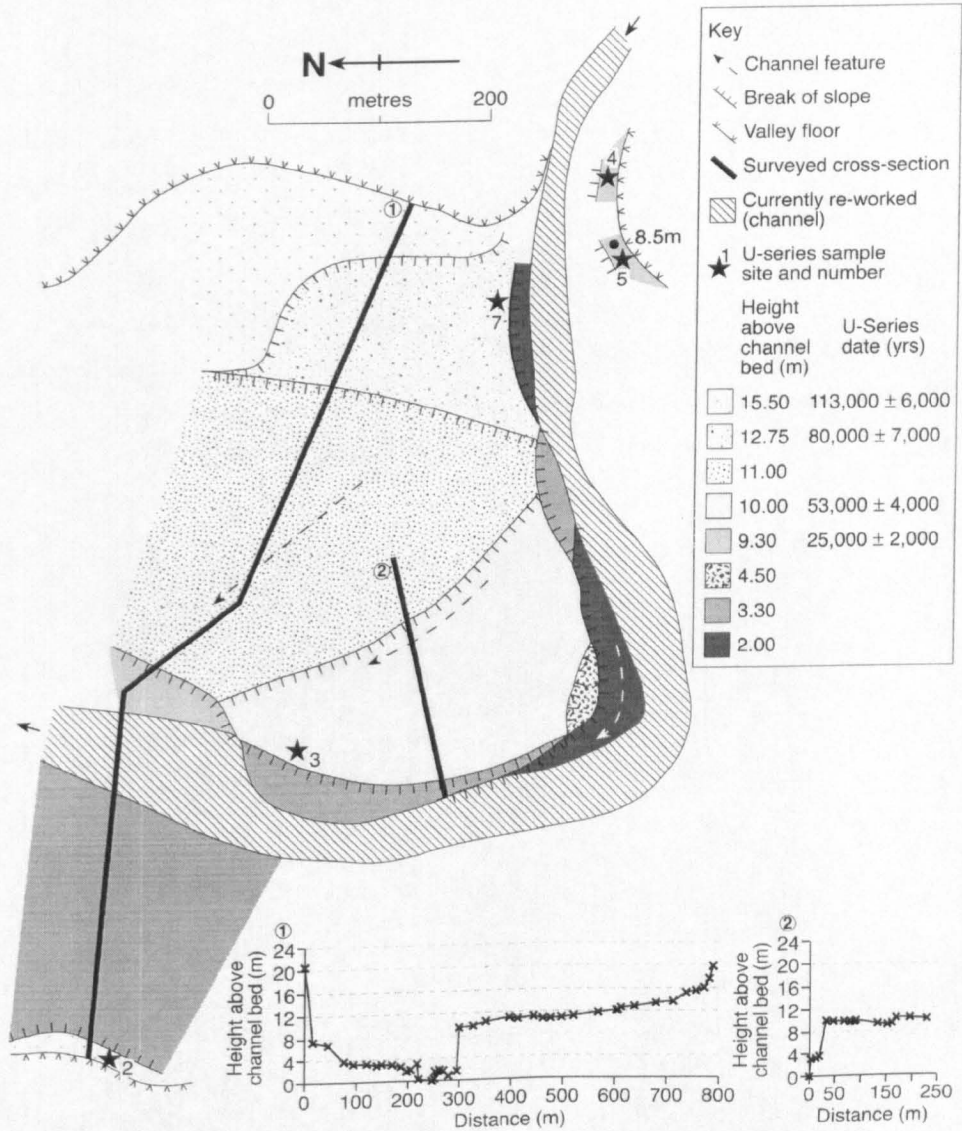 N
0 metres 200
1
4
8.5m
5
7
2
3
2
Key
Channel feature
Break of slope
Valley floor
Surveyed cross-section
Currently re-worked
(channel)
1 U-series sample
site and number
Height
above
channel
bed (m)
U-Series
date (yrs)
15.50 113,000 ± 6,000
12.75 80,000 ± 7,000
11.00
10.00 53,000 ± 4,000
9.30 25,000 ± 2,000
4.50
3.30
2.00
1
Height above
channel bed (m)
24
20
16
12
8
4
0
0 100 200 300 400 500 600 700 800
Distance (m)
2
Height above
channel bed (m)
24
20
16
12
8
4
0
0 50 150 250
Distance (m)